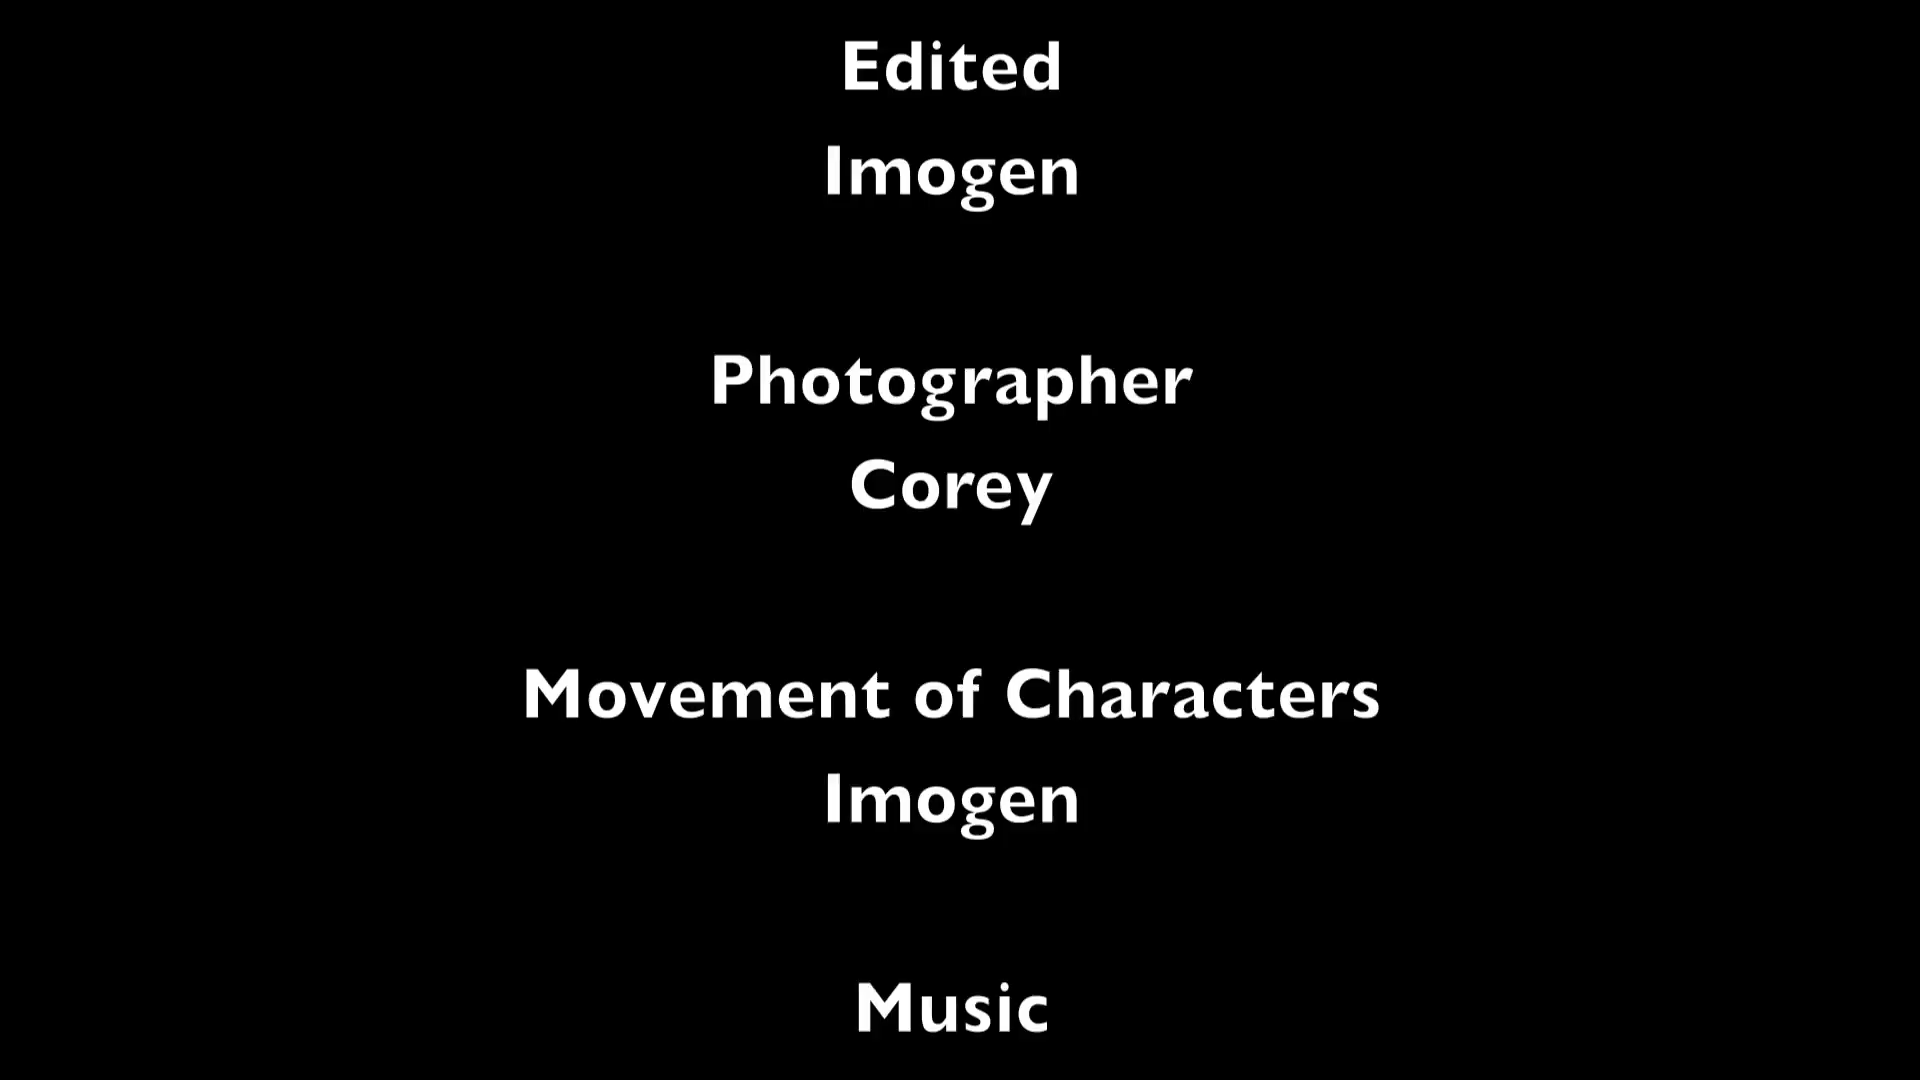 Edited
Imogen
Photographer
Corey
Movement of Characters
Imogen
Music